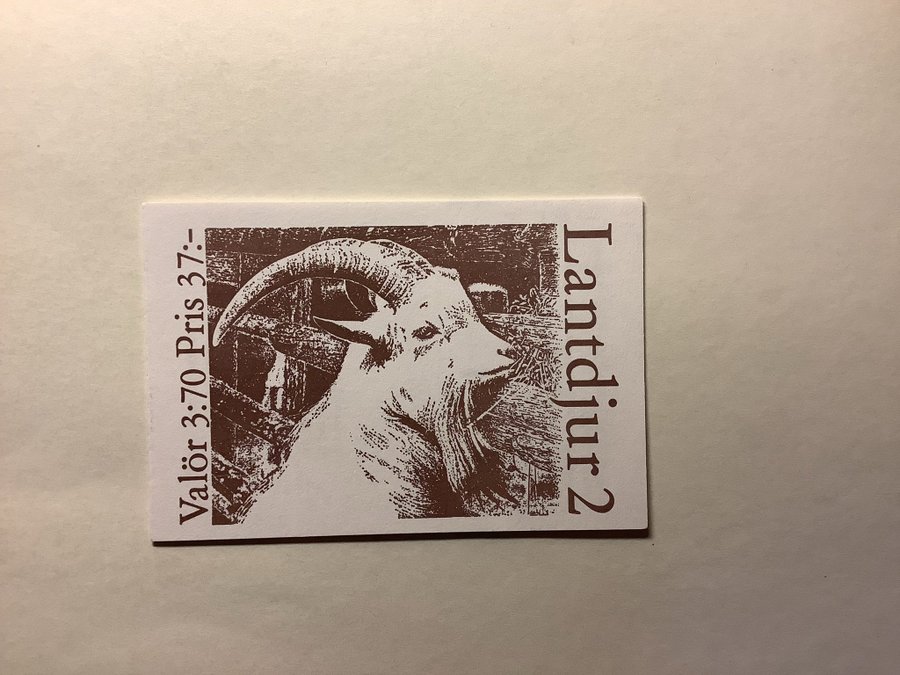 Lantdjur 2
Valör 3:70 Pris 37:-